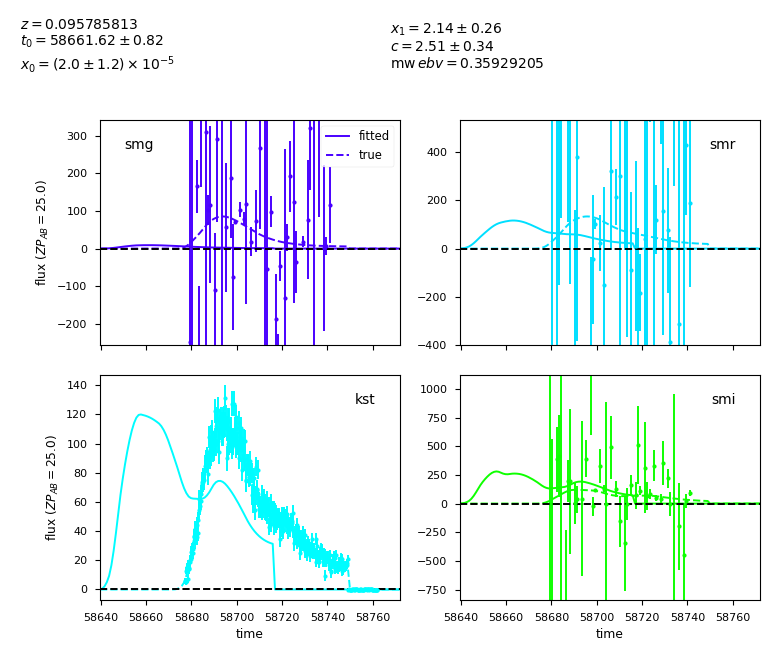 z = 0.095785813
t₀ = 58661.62 ± 0.82
x₀ = (2.0 ± 1.2) × 10⁻⁵
x₁ = 2.14 ± 0.26
c = 2.51 ± 0.34
mw ebv = 0.35929205
smg
fitted
true
300
200
100
0
−100
−200
flux (ZP_AB = 25.0)
smr
400
200
0
−200
−400
kst
140
120
100
80
60
40
20
0
flux (ZP_AB = 25.0)
58640 58660 58680 58700 58720 58740 58760
time
smi
1000
750
500
250
0
−250
−500
−750
58640 58660 58680 58700 58720 58740 58760
time